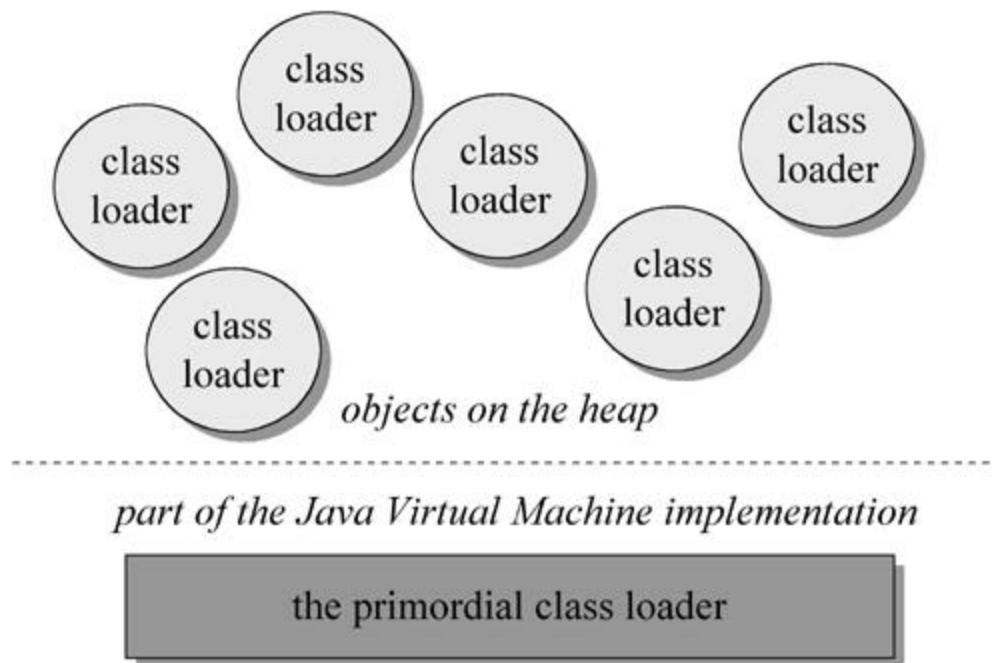 class
loader
class
loader
class
loader
class
loader
class
loader
class
loader
objects on the heap
part of the Java Virtual Machine implementation
the primordial class loader